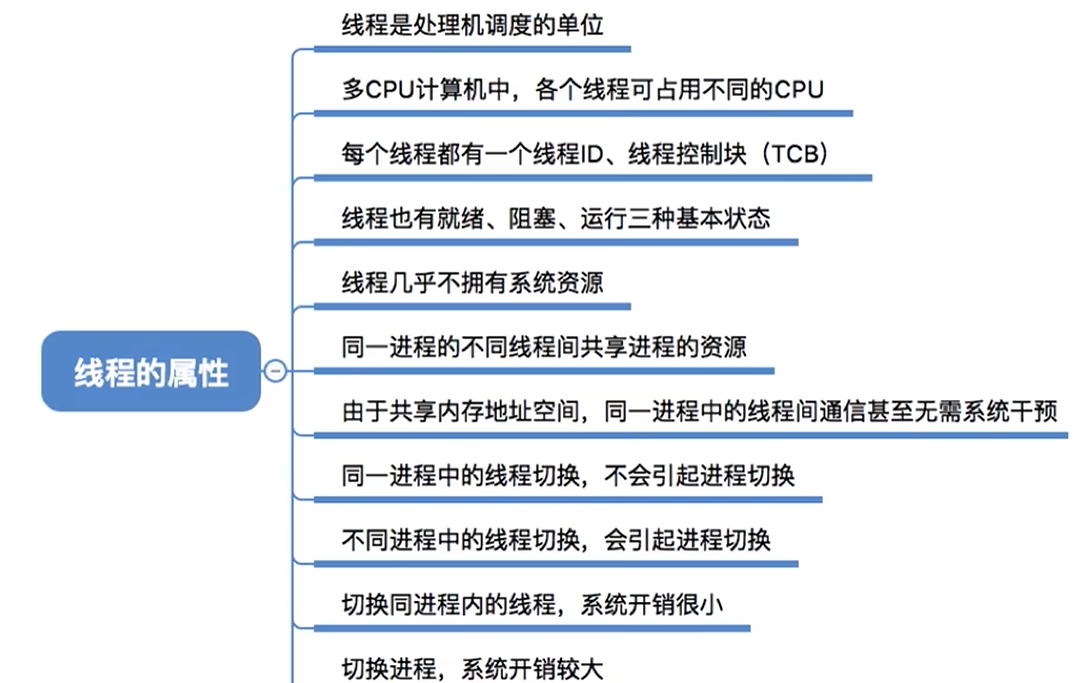 线程是处理机调度的单位
多CPU计算机中，各个线程可占用不同的CPU
每个线程都有一个线程ID、线程控制块（TCB）
线程也有就绪、阻塞、运行三种基本状态
线程几乎不拥有系统资源
线程的属性
同一进程的不同线程间共享进程的资源
由于共享内存地址空间，同一进程中的线程间通信甚至无需系统干预
同一进程中的线程切换，不会引起进程切换
不同进程中的线程切换，会引起进程切换
切换同进程内的线程，系统开销很小
切换进程，系统开销较大